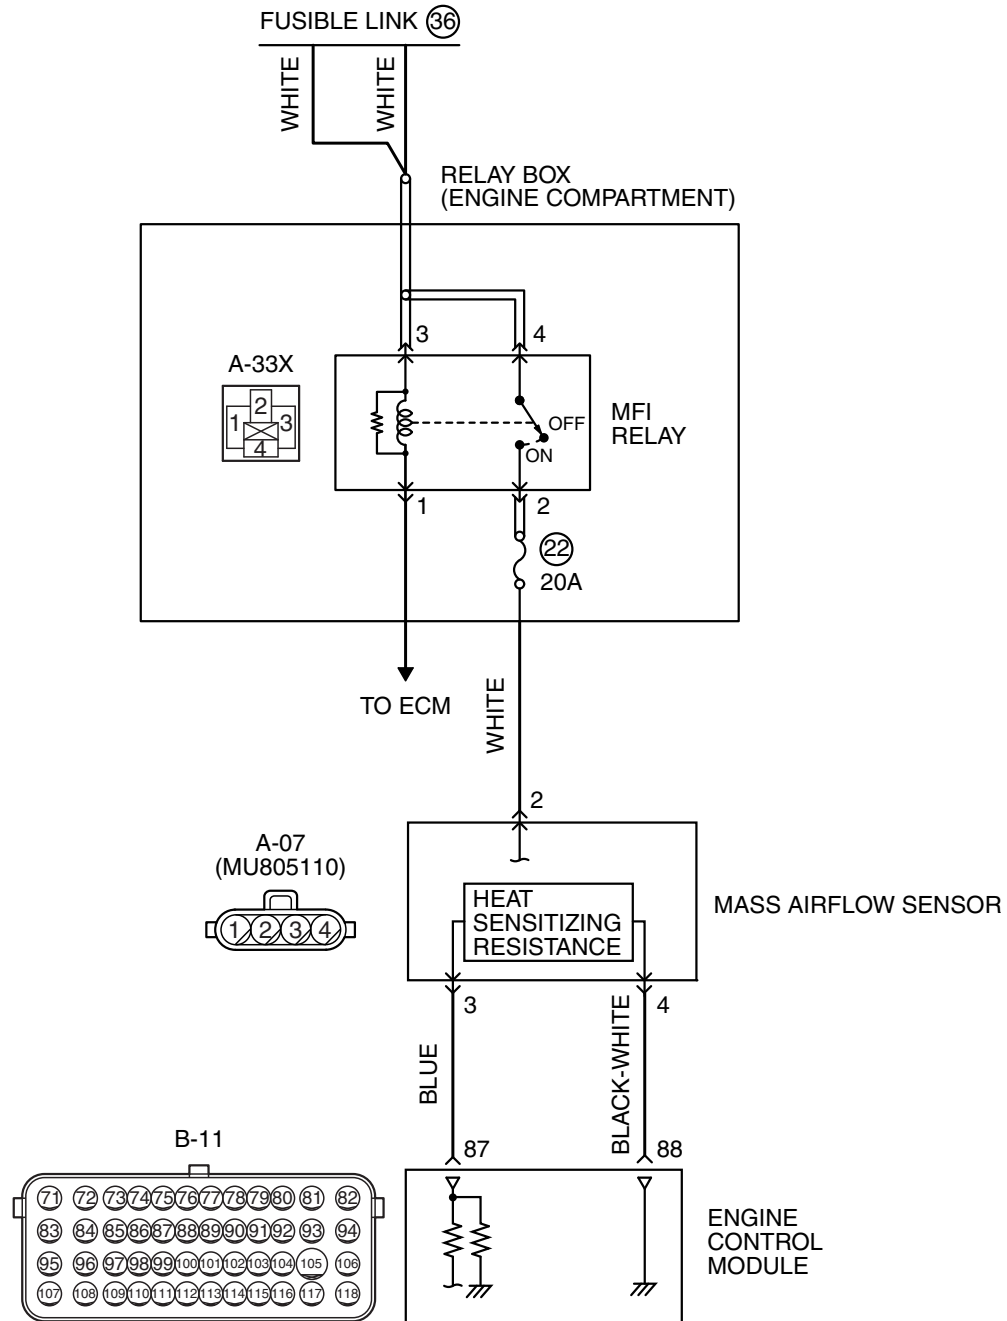 FUSIBLE LINK 36
WHITE
WHITE
RELAY BOX
(ENGINE COMPARTMENT)
3
4
A-33X
2
1
3
4
OFF
ON
MFI
RELAY
1
2
22
20A
TO ECM
WHITE
2
A-07
(MU805110)
1 2 3 4
HEAT
SENSITIZING
RESISTANCE
MASS AIRFLOW SENSOR
3
4
BLUE
BLACK-WHITE
87
88
B-11
71 72 73 74 75 76 77 78 79 80 81 82
83 84 85 86 87 88 89 90 91 92 93 94
95 96 97 98 99 100 101 102 103 104 105 106
107 108 109 110 111 112 113 114 115 116 117 118
ENGINE
CONTROL
MODULE